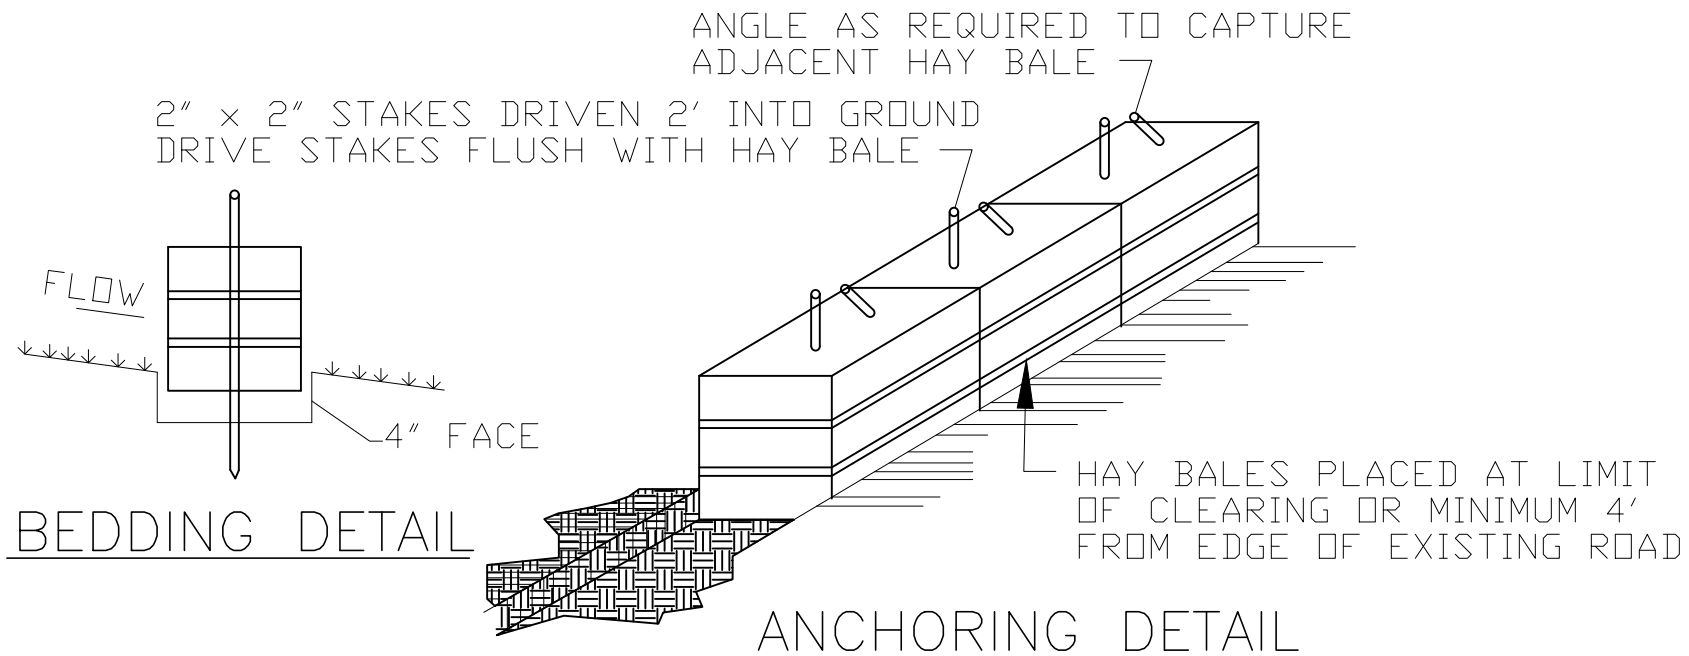 ANGLE AS REQUIRED TO CAPTURE
ADJACENT HAY BALE
2" x 2" STAKES DRIVEN 2' INTO GROUND
DRIVE STAKES FLUSH WITH HAY BALE
FLOW
4" FACE
BEDDING DETAIL
HAY BALES PLACED AT LIMIT
OF CLEARING OR MINIMUM 4'
FROM EDGE OF EXISTING ROAD
ANCHORING DETAIL